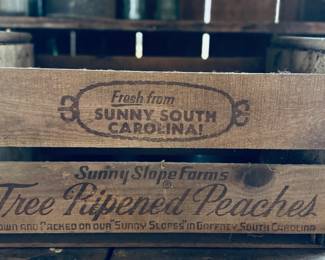 Fresh from
SUNNY SOUTH
CAROLINA!
Sunny Slope Farms
®
Tree Ripened Peaches
OWN AND PACKED ON OUR "SUNNY SLOPES" IN GAFFNEY, SOUTH CAROLINA